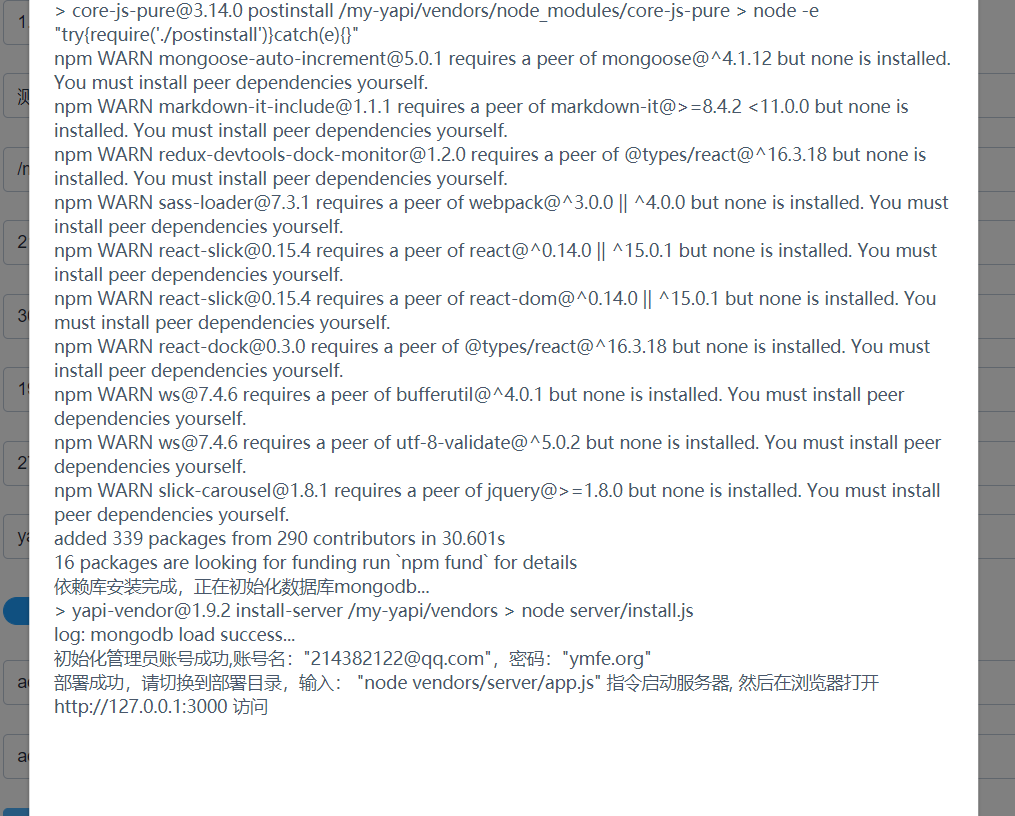 > core-js-pure@3.14.0 postinstall /my-yapi/vendors/node_modules/core-js-pure > node -e
"try{require('./postinstall')}catch(e){}"
npm WARN mongoose-auto-increment@5.0.1 requires a peer of mongoose@^4.1.12 but none is installed.
You must install peer dependencies yourself.
npm WARN markdown-it-include@1.1.1 requires a peer of markdown-it@>=8.4.2 <11.0.0 but none is
installed. You must install peer dependencies yourself.
npm WARN redux-devtools-dock-monitor@1.2.0 requires a peer of @types/react@^16.3.18 but none is
installed. You must install peer dependencies yourself.
npm WARN sass-loader@7.3.1 requires a peer of webpack@^3.0.0 || ^4.0.0 but none is installed. You must
install peer dependencies yourself.
npm WARN react-slick@0.15.4 requires a peer of react@^0.14.0 || ^15.0.1 but none is installed. You must
install peer dependencies yourself.
npm WARN react-slick@0.15.4 requires a peer of react-dom@^0.14.0 || ^15.0.1 but none is installed. You
must install peer dependencies yourself.
npm WARN react-dock@0.3.0 requires a peer of @types/react@^16.3.18 but none is installed. You must
install peer dependencies yourself.
npm WARN ws@7.4.6 requires a peer of bufferutil@^4.0.1 but none is installed. You must install peer
dependencies yourself.
npm WARN ws@7.4.6 requires a peer of utf-8-validate@^5.0.2 but none is installed. You must install peer
dependencies yourself.
npm WARN slick-carousel@1.8.1 requires a peer of jquery@>=1.8.0 but none is installed. You must install
peer dependencies yourself.
added 339 packages from 290 contributors in 30.601s
16 packages are looking for funding run `npm fund` for details
依赖库安装完成，正在初始化数据库mongodb...
> yapi-vendor@1.9.2 install-server /my-yapi/vendors > node server/install.js
log: mongodb load success...
初始化管理员账号成功,账号名："214382122@qq.com"，密码："ymfe.org"
部署成功，请切换到部署目录，输入： "node vendors/server/app.js" 指令启动服务器, 然后在浏览器打开
http://127.0.0.1:3000 访问